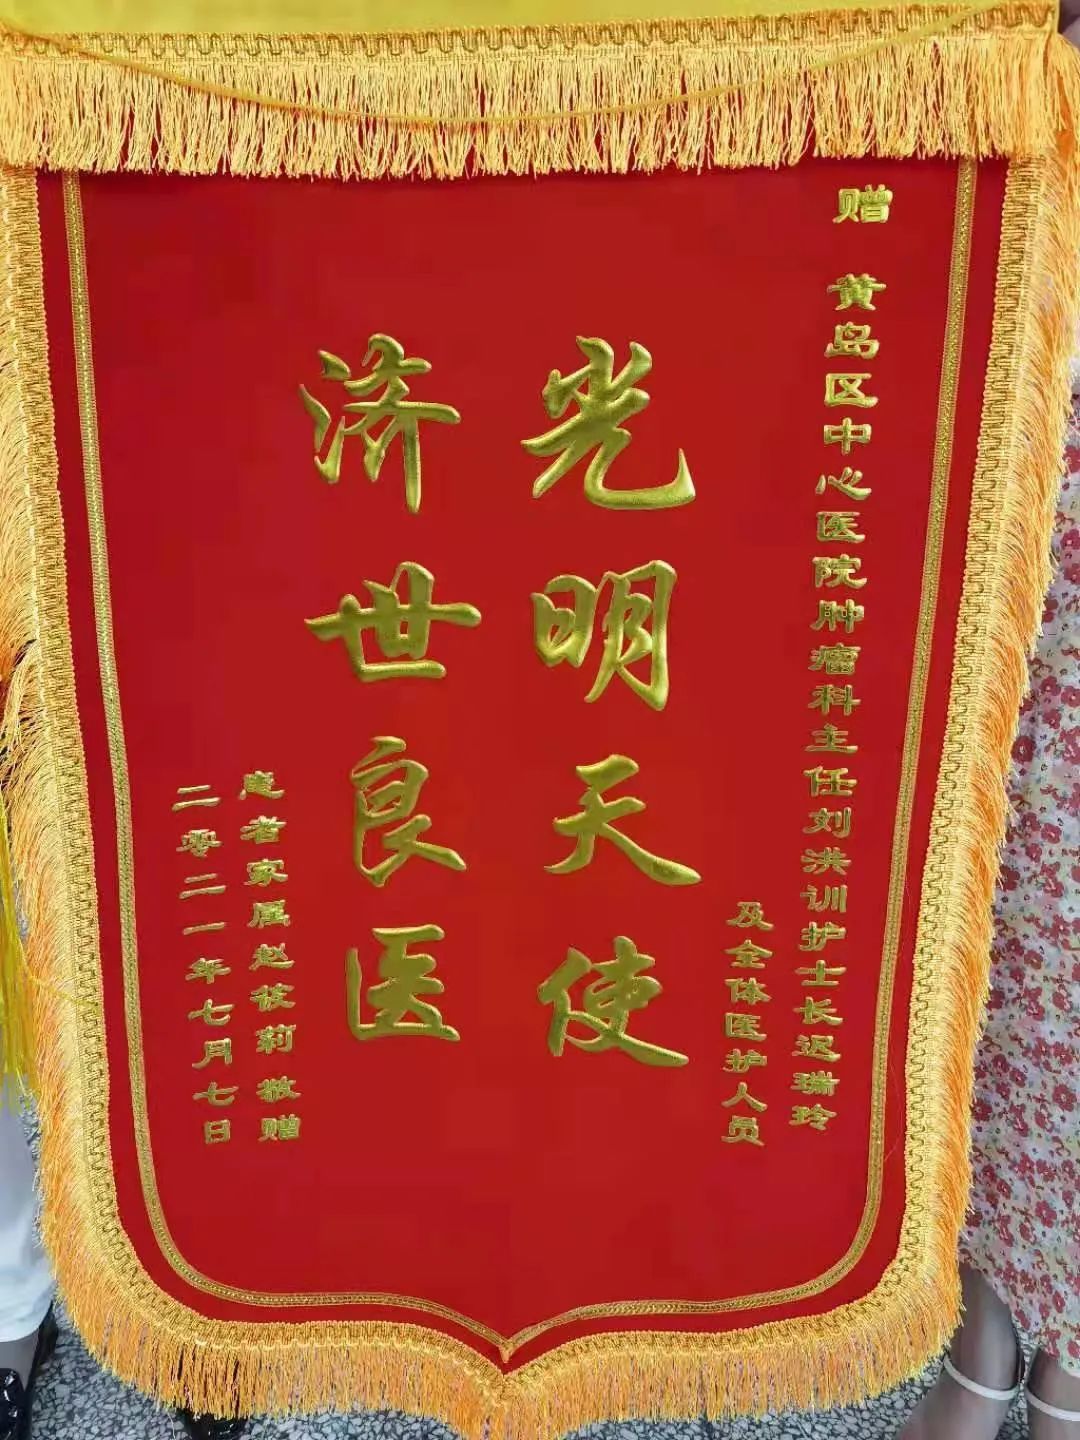 赠 黄岛区中心医院肿瘤科主任刘洪训护士长迟瑞玲
及全体医护人员
光明天使
济世良医
患者家属赵筱莉 敬赠
二零二一年七月七日